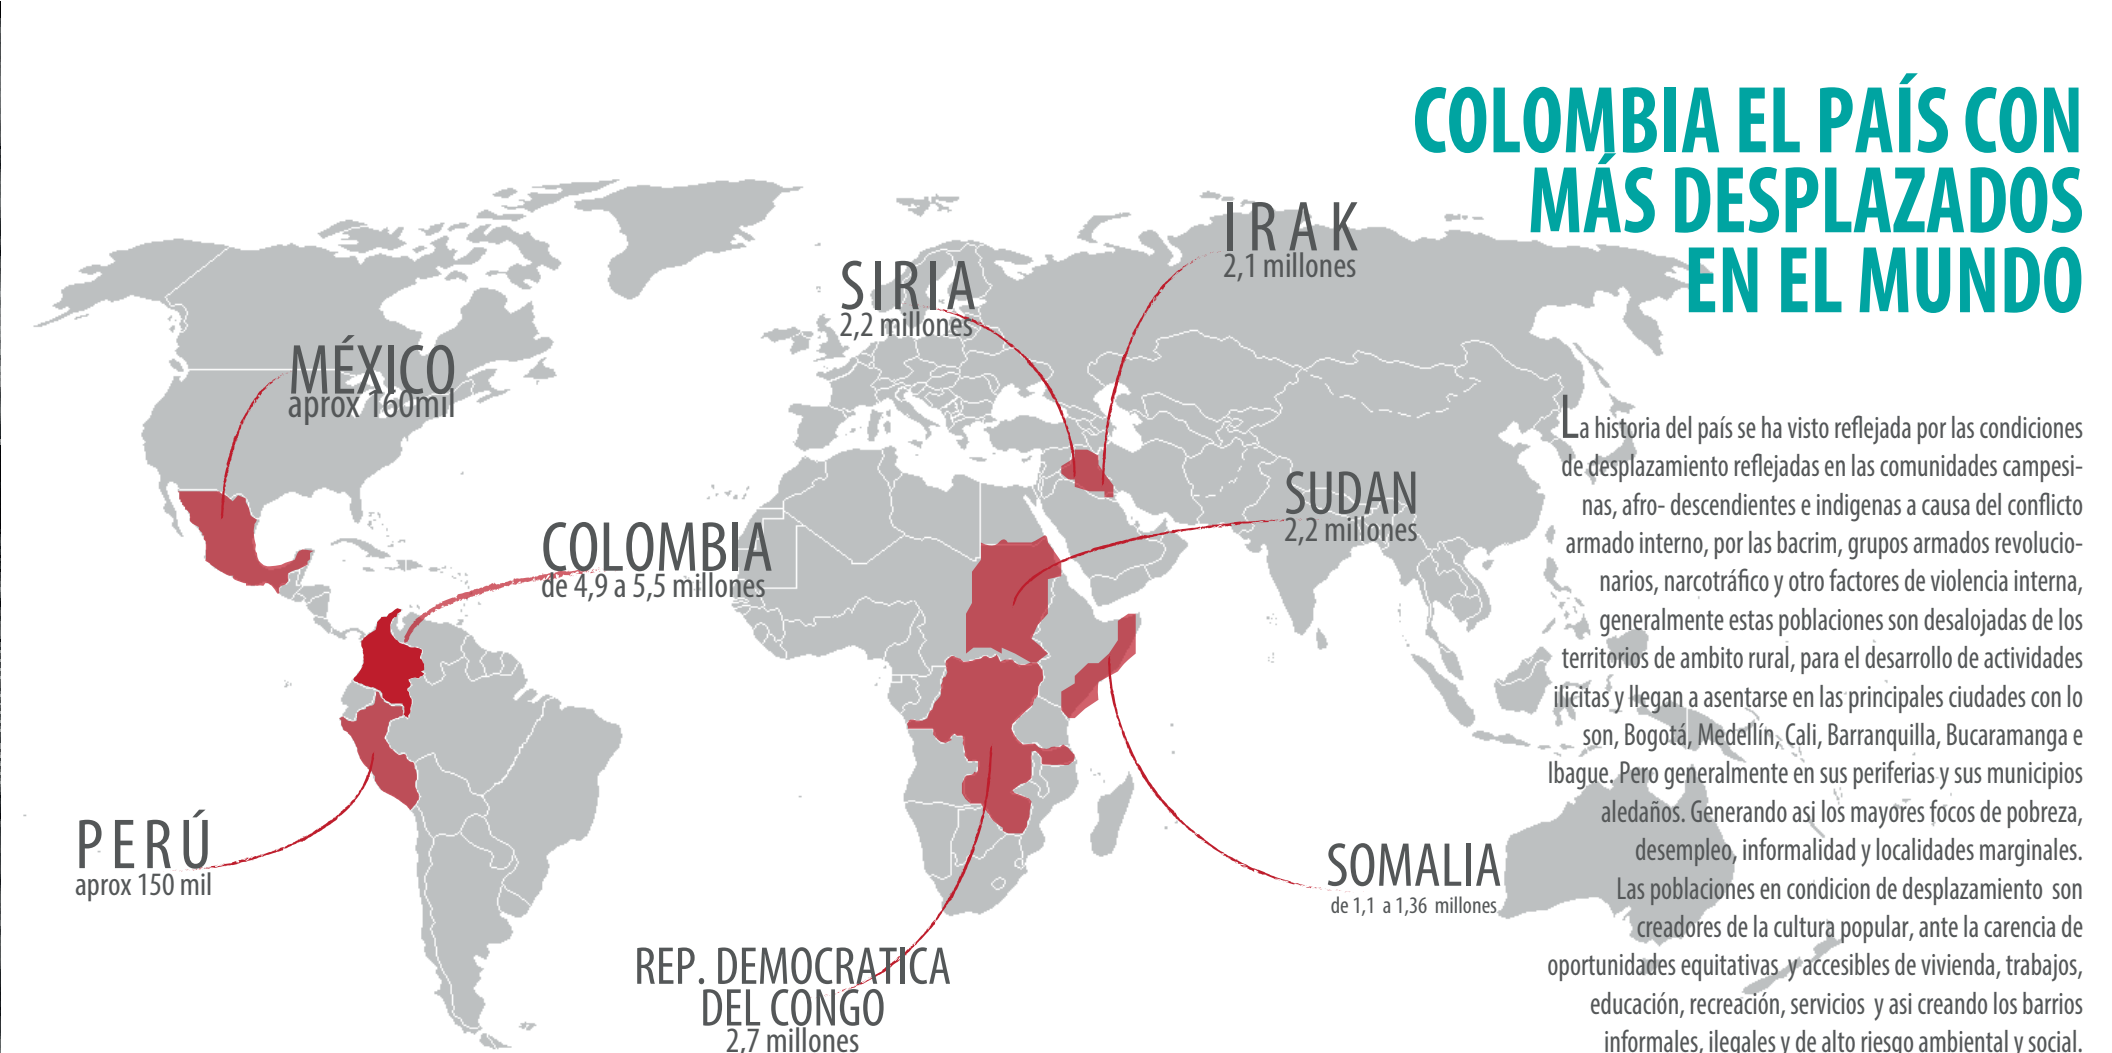 COLOMBIA EL PAÍS CON
MÁS DESPLAZADOS
EN EL MUNDO
IRAK
2,1 millones
SIRIA
2,2 millones
MÉXICO
aprox 160mil
SUDAN
2,2 millones
COLOMBIA
de 4,9 a 5,5 millones
PERÚ
aprox 150 mil
SOMALIA
de 1,1 a 1,36 millones
REP. DEMOCRATICA
DEL CONGO
2,7 millones
La historia del país se ha visto reflejada por las condiciones
de desplazamiento reflejadas en las comunidades campesi-
nas, afro- descendientes e indigenas a causa del conflicto
armado interno, por las bacrim, grupos armados revolucio-
narios, narcotráfico y otro factores de violencia interna,
generalmente estas poblaciones son desalojadas de los
territorios de ambito rural, para el desarrollo de actividades
ilicitas y llegan a asentarse en las principales ciudades con lo
son, Bogotá, Medellín, Cali, Barranquilla, Bucaramanga e
Ibague. Pero generalmente en sus periferias y sus municipios
aledaños. Generando asi los mayores focos de pobreza,
desempleo, informalidad y localidades marginales.
Las poblaciones en condicion de desplazamiento son
creadores de la cultura popular, ante la carencia de
oportunidades equitativas y accesibles de vivienda, trabajos,
educación, recreación, servicios y asi creando los barrios
informales, ilegales y de alto riesgo ambiental y social.